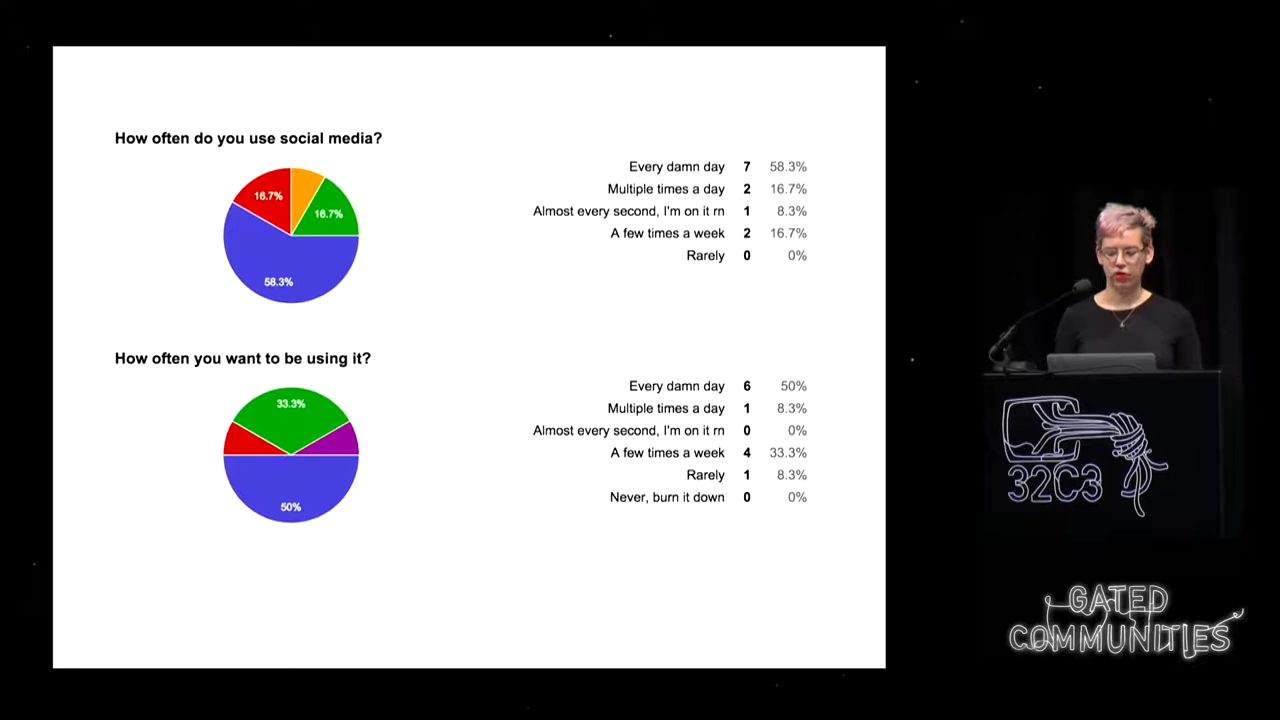 How often do you use social media?
16.7%
16.7%
58.3%
Every damn day 7 58.3%
Multiple times a day 2 16.7%
Almost every second, I'm on it rn 1 8.3%
A few times a week 2 16.7%
Rarely 0 0%
How often you want to be using it?
33.3%
50%
Every damn day 6 50%
Multiple times a day 1 8.3%
Almost every second, I'm on it rn 0 0%
A few times a week 4 33.3%
Rarely 1 8.3%
Never, burn it down 0 0%
32C3
GATED
COMMUNITIES